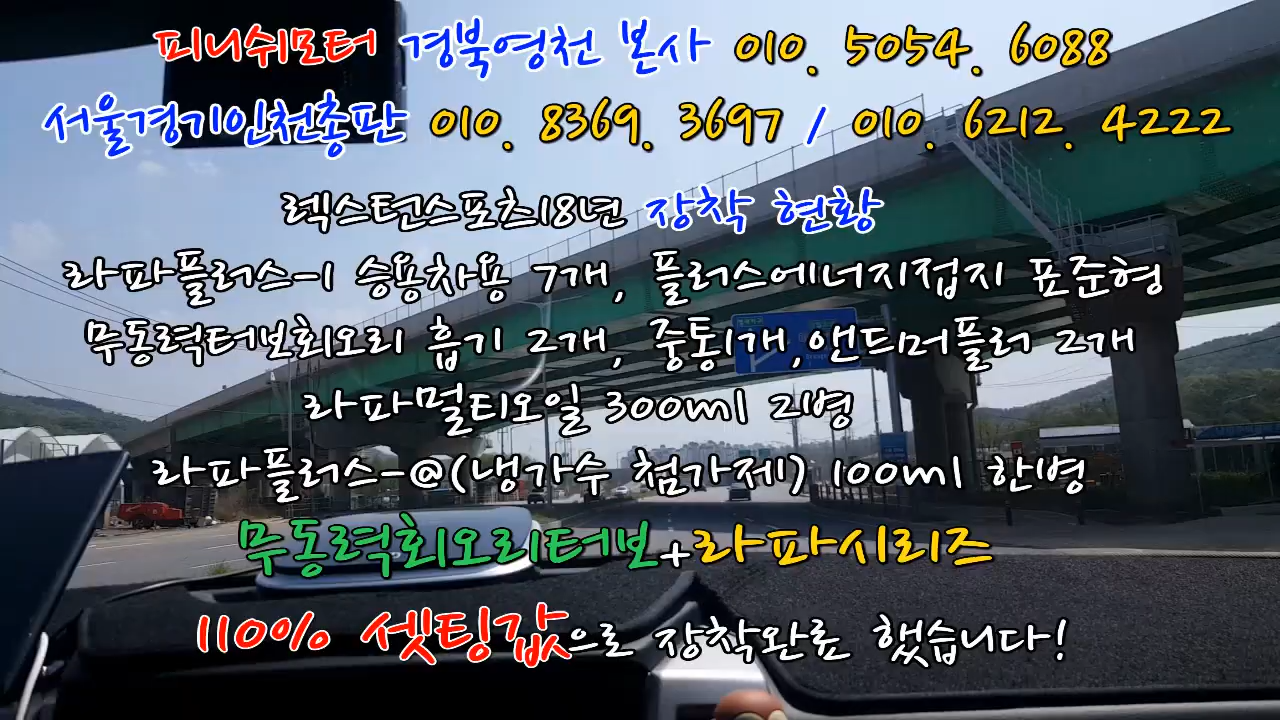 피니쉬모터 경북영천 본사 010. 5054. 6088
서울경기인천총판 010. 8369. 3697 / 010. 6212. 4222
렉스턴스포츠18년 장착 현황
라파플러스-1 승용차용 7개, 플러스에너지접지 표준형
무동력터보회오리 흡기 2개, 중통1개,앤드머플러 2개
라파멀티오일 300ml 2병
라파플러스-@(냉가수 첨가제) 100ml 한병
무동력회오리터보+라파시리즈
110% 셋팅값으로 장착완료 했습니다!